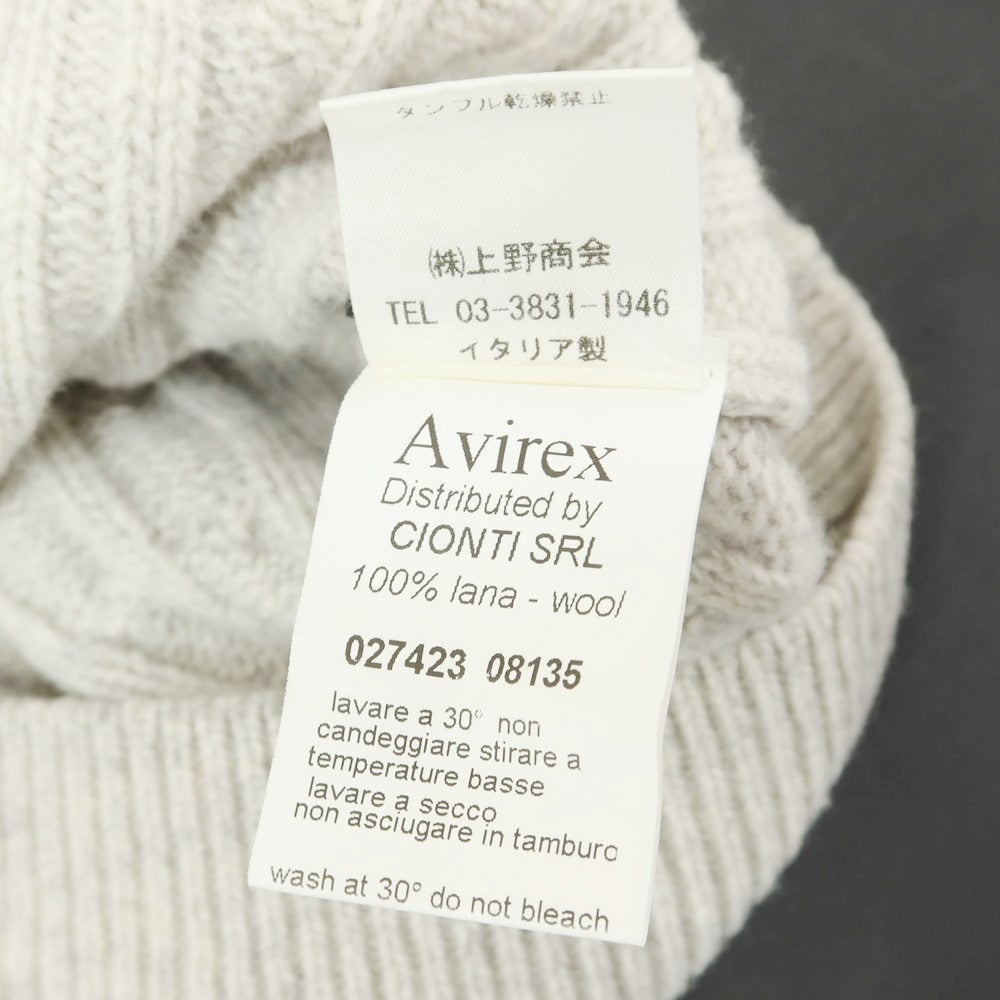 タンブル乾燥禁止
㈱上野商会
TEL 03-3831-1946
イタリア製
Avirex
Distributed by
CIONTI SRL
100% lana - wool
027423 08135
lavare a 30° non
candeggiare stirare a
temperature basse
lavare a secco
non asciugare in tamburo
wash at 30° do not bleach